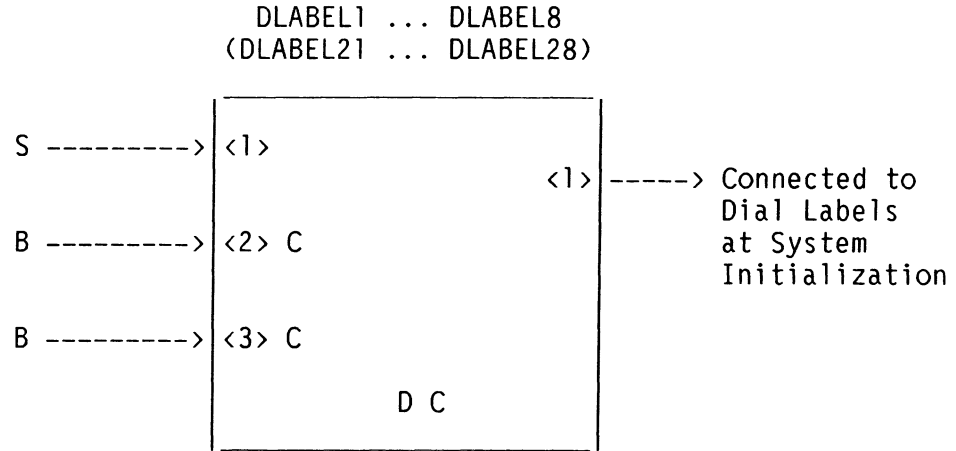 DLABEL1 ... DLABEL8
(DLABEL21 ... DLABEL28)
S ---------> <1>
<1> -----> Connected to
Dial Labels
B ---------> <2> C at System
Initialization
B ---------> <3> C
D C